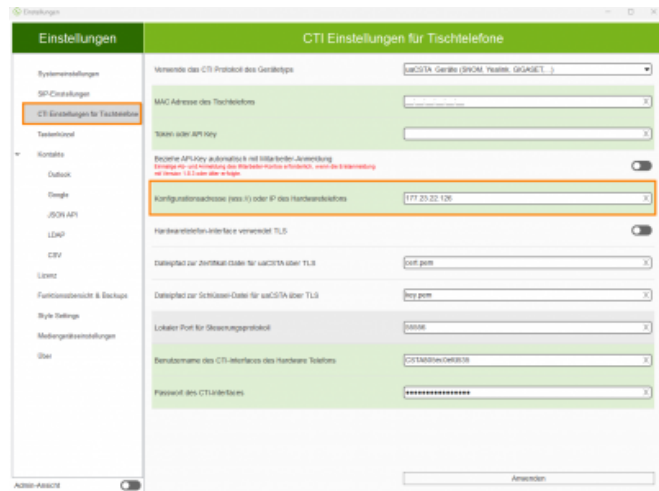 Einstellungen
Einstellungen
CTI Einstellungen für Tischtelefone
Systemeinstellungen
SIP-Einstellungen
CTI Einstellungen für Tischtelefone
Tastenkürzel
Kontakte
Outlook
Google
JSON API
LDAP
CSV
Lizenz
Funktionsübersicht & Backups
Style Settings
Mediengeräteeinstellungen
Über
Admin-Ansicht
Verwende das CTI Protokoll des Gerätetyps
uaCSTA Geräte (SNOM, Yealink, GIGASET,...)
MAC Adresse des Tischtelefons
X
Token oder API Key
X
Beziehe API-Key automatisch mit Mitarbeiter-Anmeldung
Konfigurationsadresse (wss://) oder IP des Hardwaretelefons
177.23.22.126
X
Hardwaretelefon-Interface verwendet TLS
Dateipfad zur Zertifikat-Datei für uaCSTA über TLS
cert.pem
X
Dateipfad zur Schlüssel-Datei für uaCSTA über TLS
key.pem
X
Lokaler Port für Steuerungsprotokoll
X
Benutzername des CTI-Interfaces des Hardware Telefons
X
Passwort des CTI-Interfaces
X
Anwenden